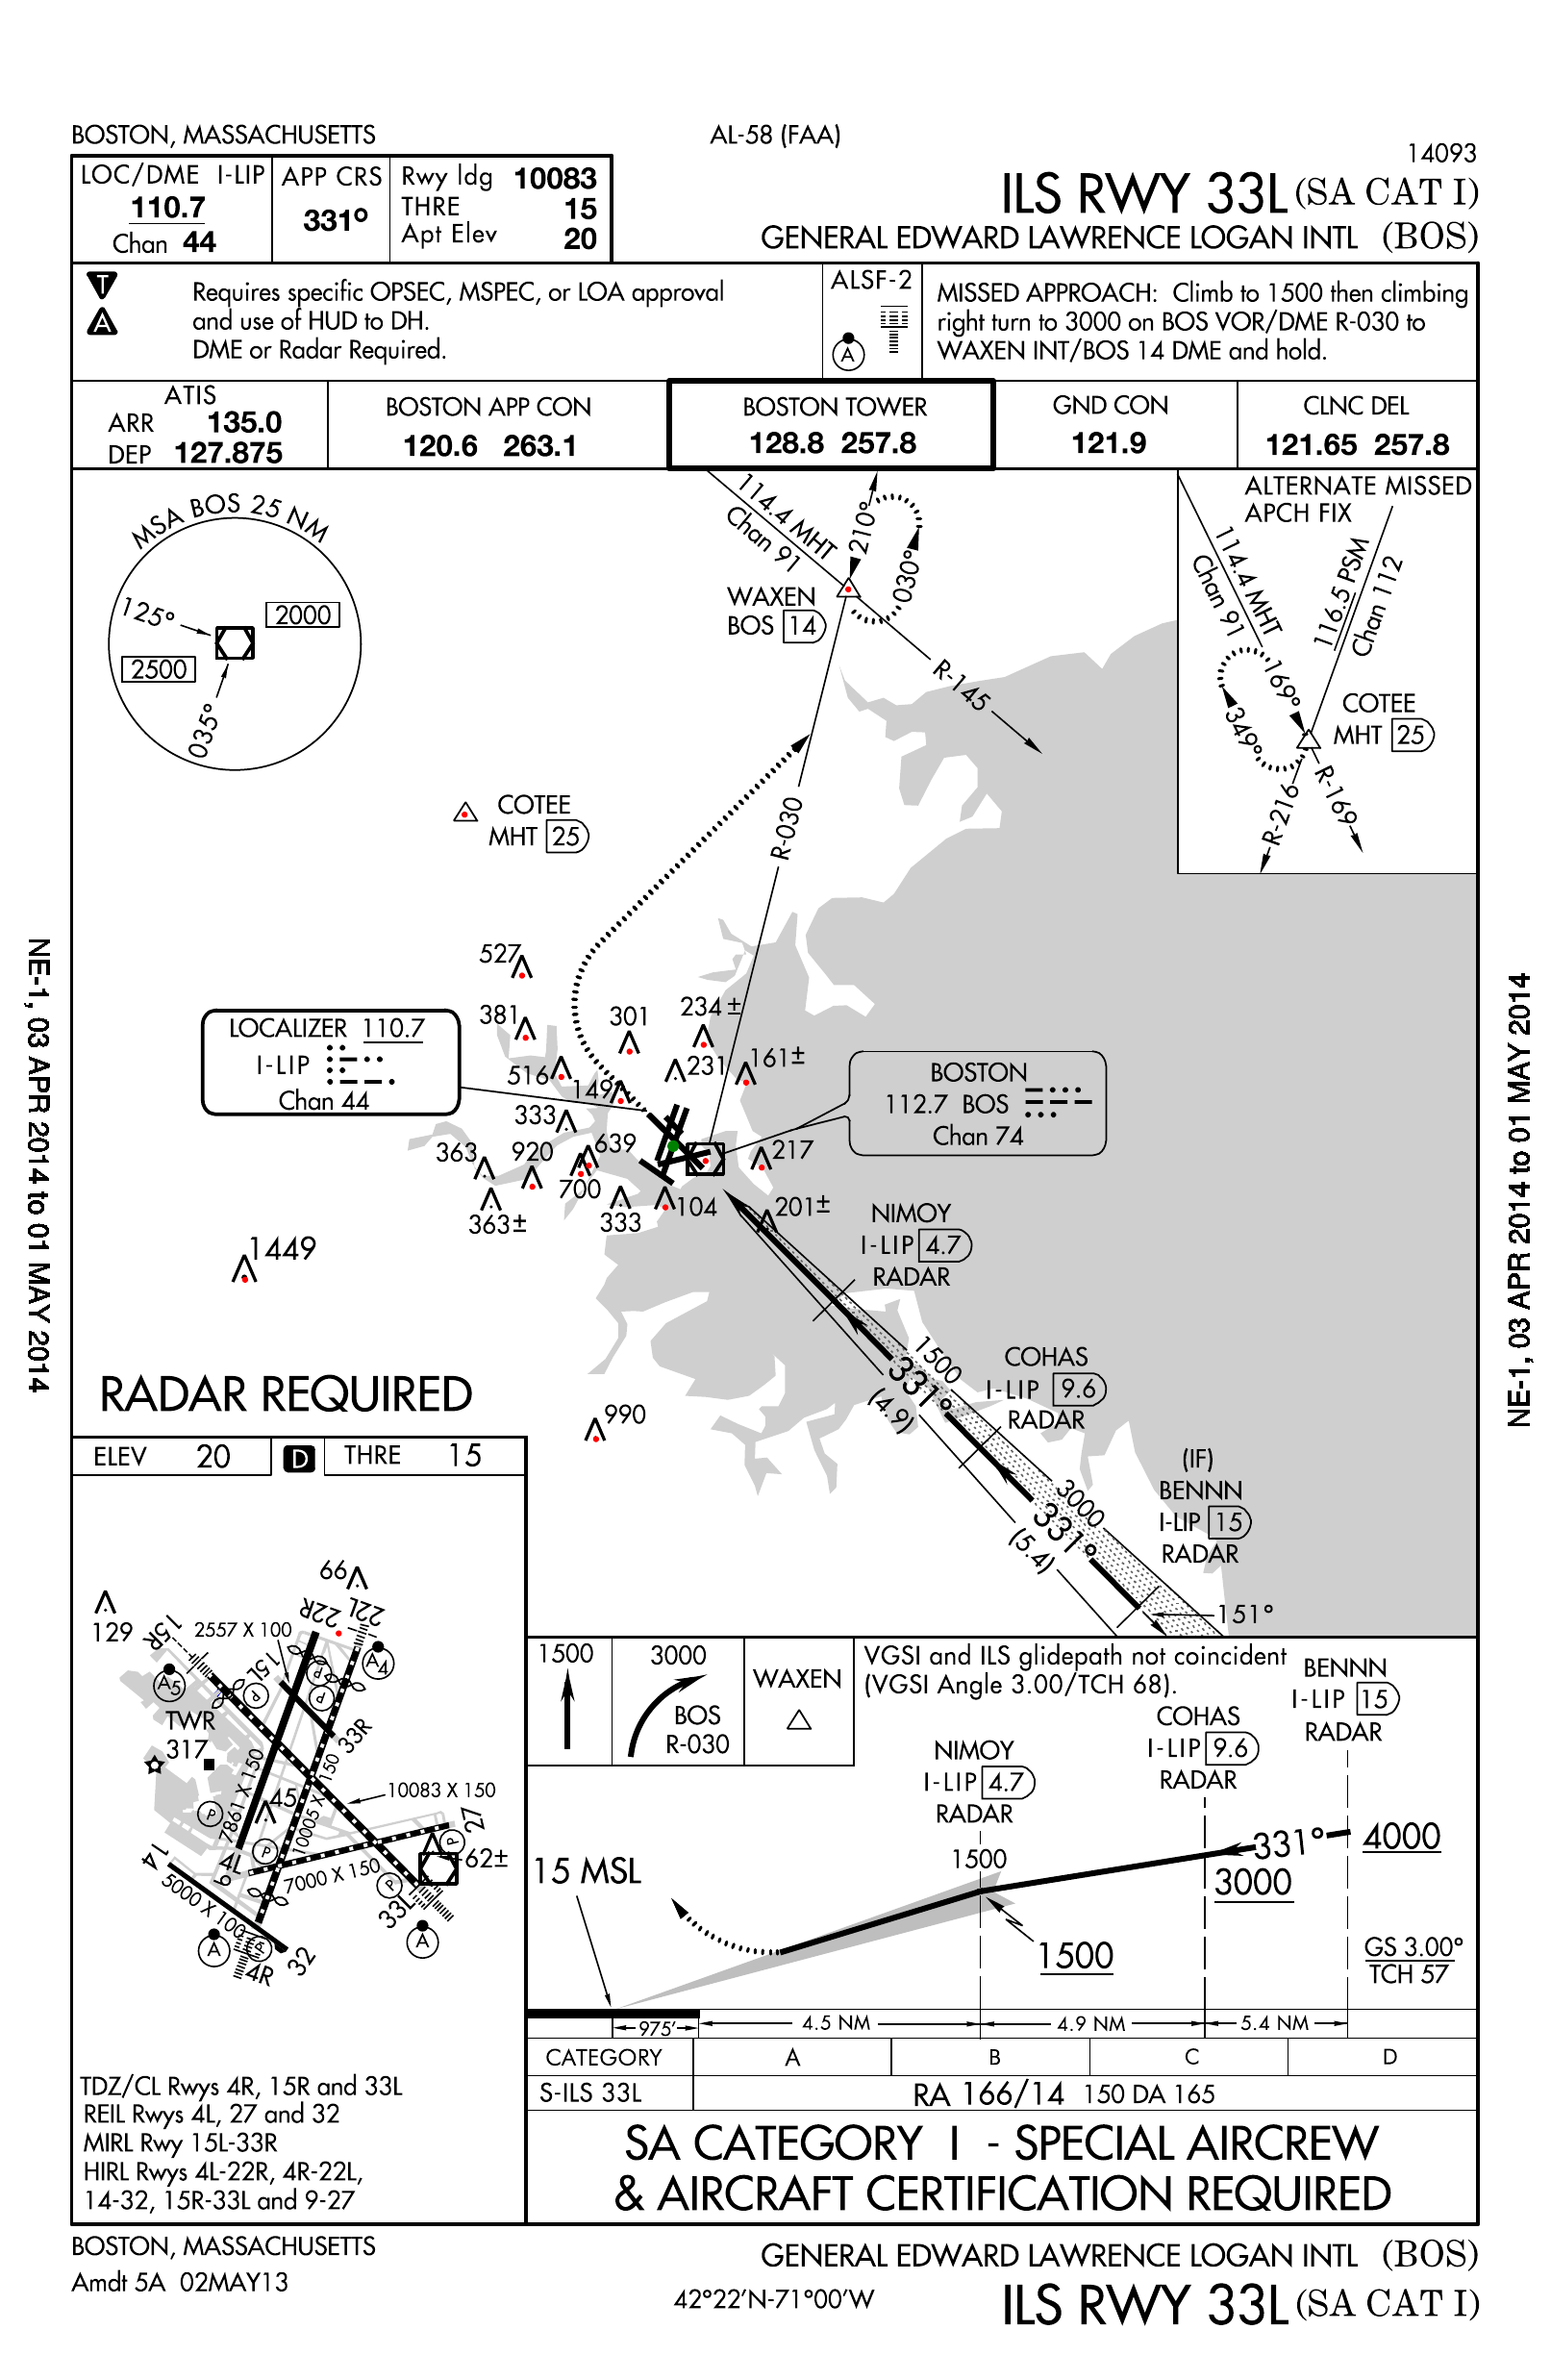 BOSTON, MASSACHUSETTS
AL-58 (FAA)
14093
LOC/DME I-LIP
110.7
Chan 44
APP CRS
331°
Rwy ldg 10083
THRE 15
Apt Elev 20
ILS RWY 33L (SA CAT I)
GENERAL EDWARD LAWRENCE LOGAN INTL (BOS)
T
A
Requires specific OPSEC, MSPEC, or LOA approval
and use of HUD to DH.
DME or Radar Required.
ALSF-2
A
MISSED APPROACH: Climb to 1500 then climbing
right turn to 3000 on BOS VOR/DME R-030 to
WAXEN INT/BOS 14 DME and hold.
ATIS
ARR 135.0
DEP 127.875
BOSTON APP CON
120.6 263.1
BOSTON TOWER
128.8 257.8
GND CON
121.9
CLNC DEL
121.65 257.8
MSA BOS 25 NM
125°
2000
2500
035°
114.4 MHT
Chan 91
210°
030°
WAXEN
BOS 14
R-145
R-030
ALTERNATE MISSED
APCH FIX
114.4 MHT
Chan 91
116.5 PSM
Chan 112
169°
349°
COTEE
MHT 25
R-216
R-169
COTEE
MHT 25
527
381
301
234±
516
149
231
161±
333
363
920
639
217
700
363±
333
104
201±
1449
990
LOCALIZER 110.7
I-LIP
Chan 44
BOSTON
112.7 BOS
Chan 74
NIMOY
I-LIP 4.7
RADAR
1500
331°
(4.9)
COHAS
I-LIP 9.6
RADAR
3000
331°
(5.4)
(IF)
BENNN
I-LIP 15
RADAR
151°
RADAR REQUIRED
NE-1, 03 APR 2014 to 01 MAY 2014
NE-1, 03 APR 2014 to 01 MAY 2014
ELEV 20
D
THRE 15
66
129
15R
2557 X 100
22R
22L
A5
15L
P
P
P
A4
TWR
317
33R
7861 X 150
10005 X 150
10083 X 150
P
45
P
27
P
62±
4L
9
7000 X 150
P
33L
14
5000 X 100
P
A
A
4R
32
TDZ/CL Rwys 4R, 15R and 33L
REIL Rwys 4L, 27 and 32
MIRL Rwy 15L-33R
HIRL Rwys 4L-22R, 4R-22L,
14-32, 15R-33L and 9-27
1500
3000
BOS
R-030
WAXEN
VGSI and ILS glidepath not coincident
(VGSI Angle 3.00/TCH 68).
BENNN
I-LIP 15
RADAR
COHAS
I-LIP 9.6
RADAR
NIMOY
I-LIP 4.7
RADAR
15 MSL
1500
331°
4000
3000
1500
GS 3.00°
TCH 57
975'
4.5 NM
4.9 NM
5.4 NM
CATEGORY A B C D
S-ILS 33L RA 166/14 150 DA 165
SA CATEGORY I - SPECIAL AIRCREW
& AIRCRAFT CERTIFICATION REQUIRED
BOSTON, MASSACHUSETTS
Amdt 5A 02MAY13
42°22'N-71°00'W
GENERAL EDWARD LAWRENCE LOGAN INTL (BOS)
ILS RWY 33L (SA CAT I)